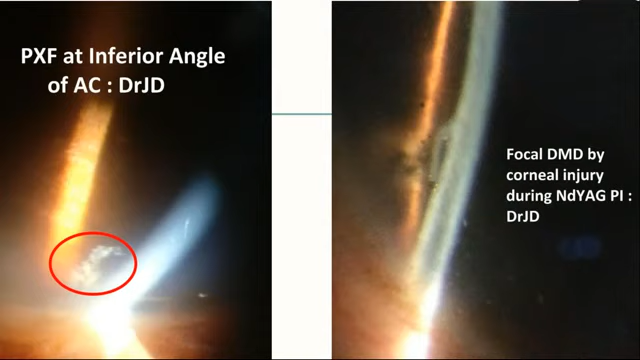 PXF at Inferior Angle
of AC : DrJD
Focal DMD by
corneal injury
during NdYAG PI :
DrJD